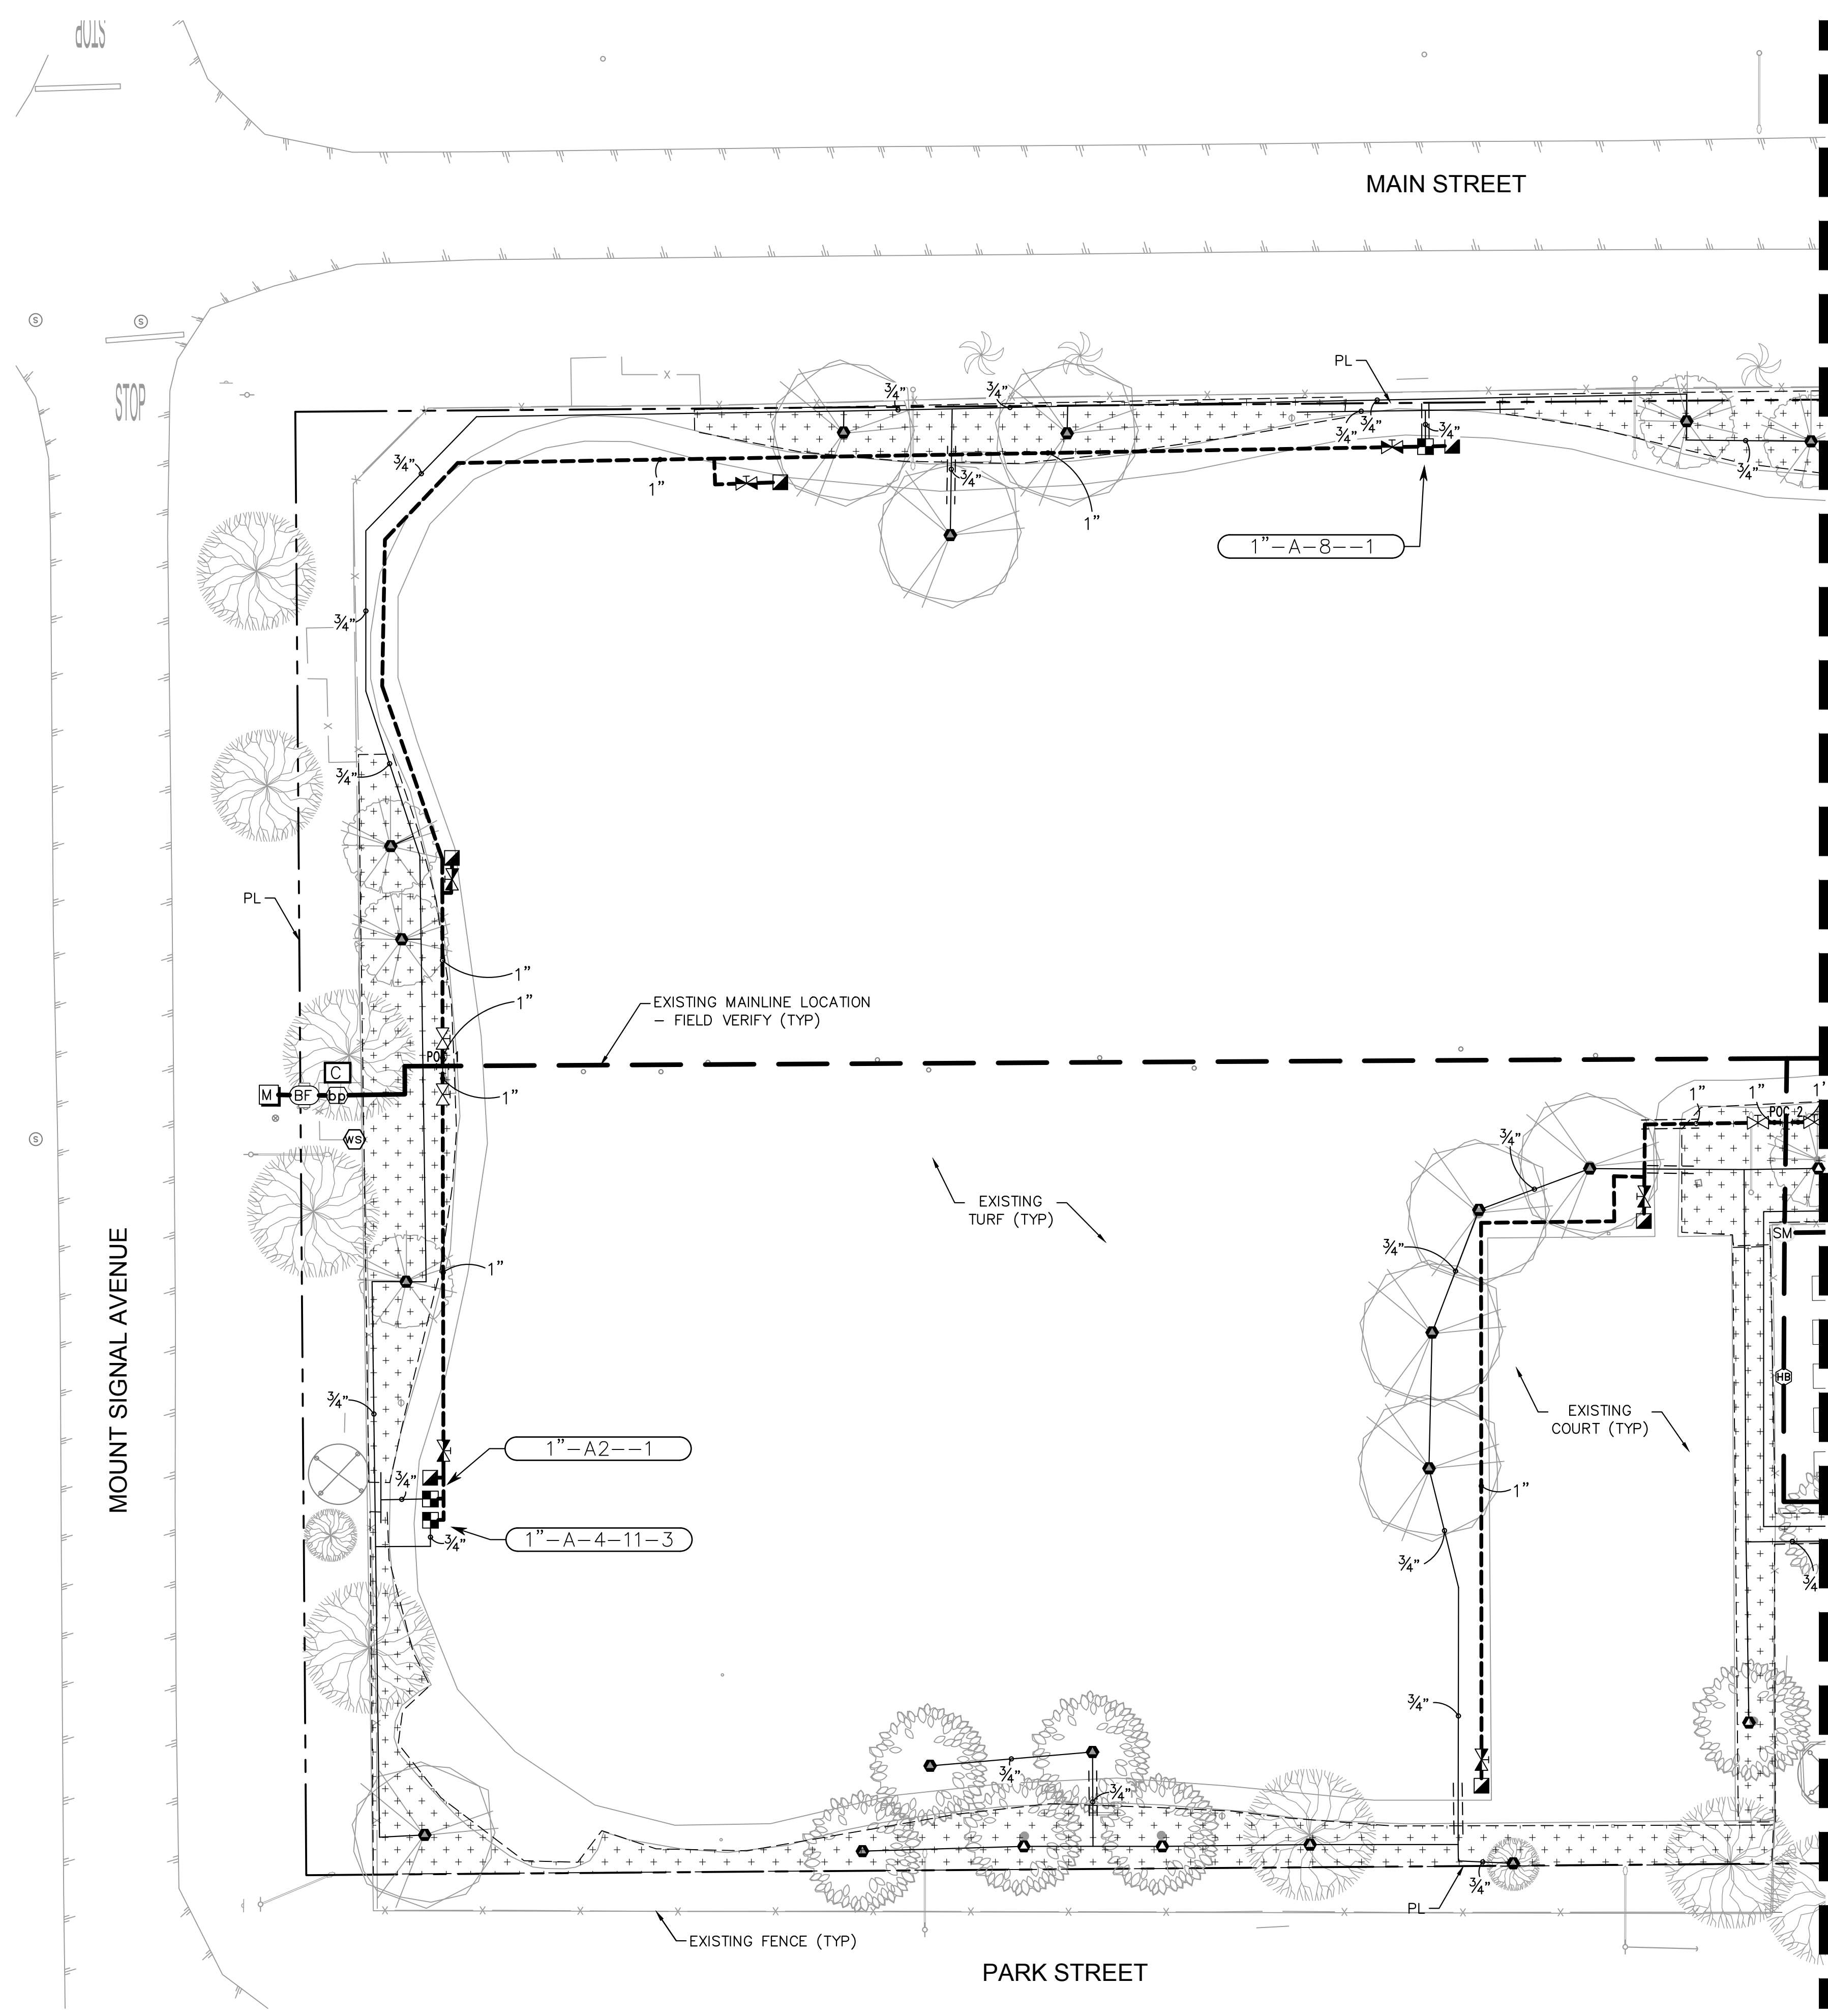 STOP
MAIN STREET
STOP
PL
¾"
¾"
¾"
¾"
¾"
¾"
¾"
¾"
1"
1"
1"-A-8--1
¾"
¾"
PL
1"
1"
EXISTING MAINLINE LOCATION
- FIELD VERIFY (TYP)
POC 1
C
M
BF
bp
1"
WS
1"
1"
POC 2
¾"
EXISTING
TURF (TYP)
SM
¾"
1"
HB
MOUNT SIGNAL AVENUE
¾"
EXISTING
COURT (TYP)
1"-A2--1
¾"
1"
1"-A-4-11-3
¾"
¾"
¾"
¾"
¾"
¾"
PL
EXISTING FENCE (TYP)
PARK STREET
S
S
S